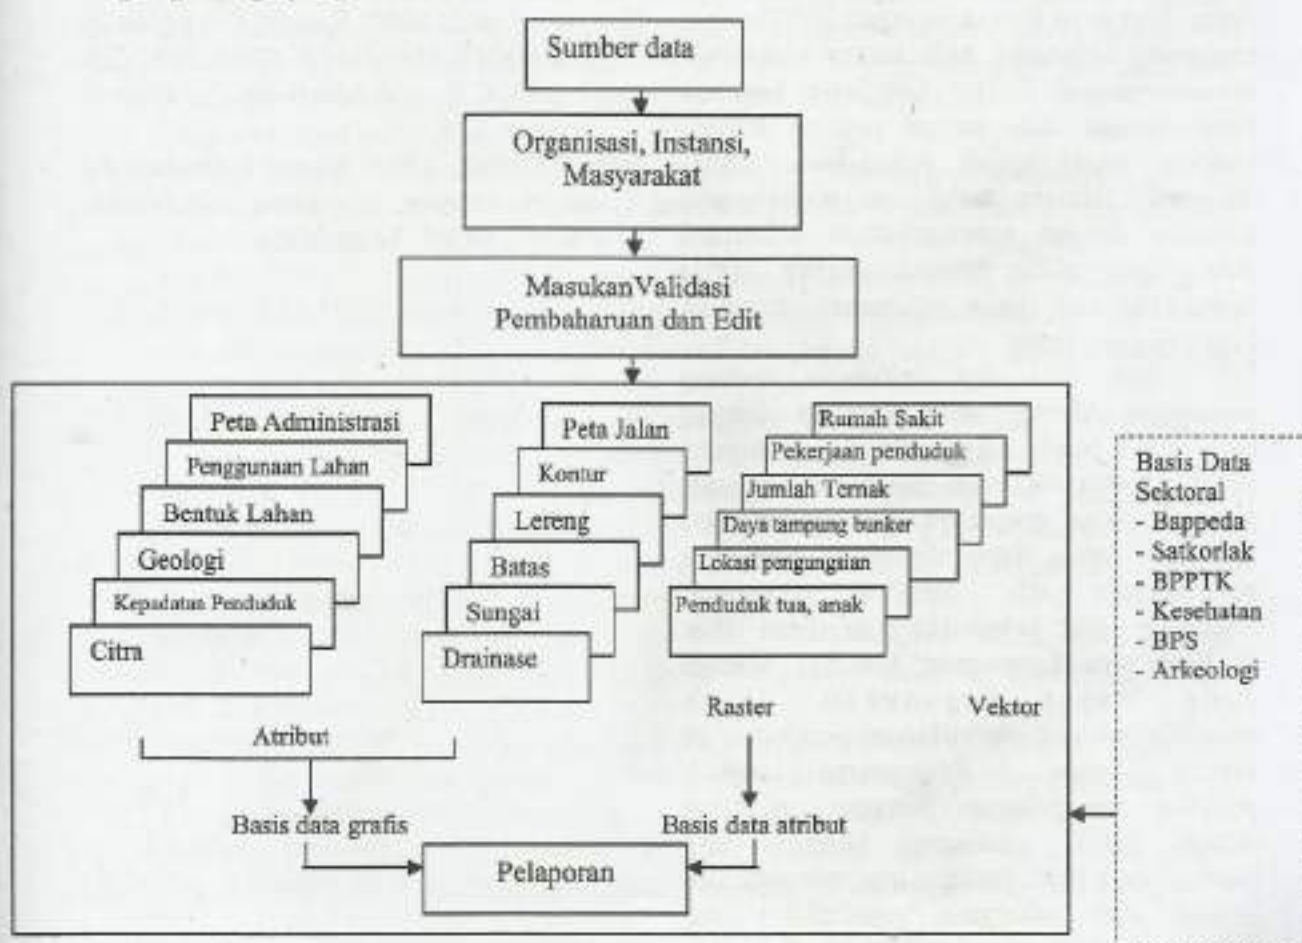 Sumber data
Organisasi, Instansi,
Masyarakat
MasukanValidasi
Pembaharuan dan Edit
Peta Administrasi
Penggunaan Lahan
Bentuk Lahan
Geologi
Kepadatan Penduduk
Citra
Peta Jalan
Kontur
Lereng
Batas
Sungai
Drainase
Rumah Sakit
Pekerjaan penduduk
Jumlah Ternak
Daya tampung bunker
Lokasi pengungsian
Penduduk tua, anak
Atribut
Raster
Vektor
Basis data grafis
Basis data atribut
Pelaporan
Basis Data
Sektoral
- Bappeda
- Satkorlak
- BPPTK
- Kesehatan
- BPS
- Arkeologi